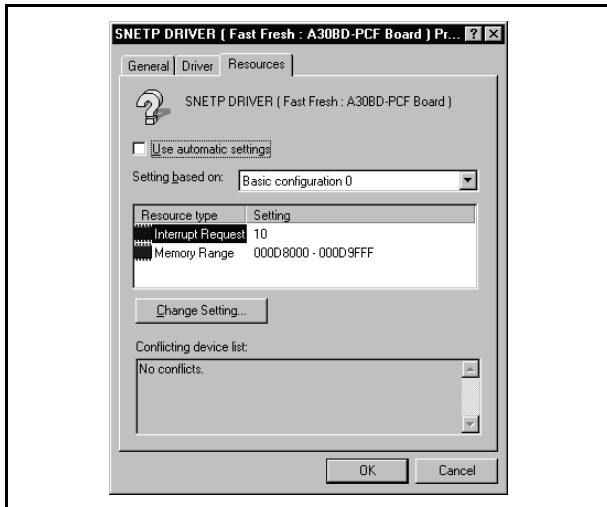 SNETP DRIVER ( Fast Fresh : A30BD-PCF Board ) Pr...
General Driver Resources
SNETP DRIVER ( Fast Fresh : A30BD-PCF Board )
Use automatic settings
Setting based on: Basic configuration 0
Resource type Setting
Interrupt Request 10
Memory Range 000D8000 - 000D9FFF
Change Setting...
Conflicting device list:
No conflicts.
OK Cancel